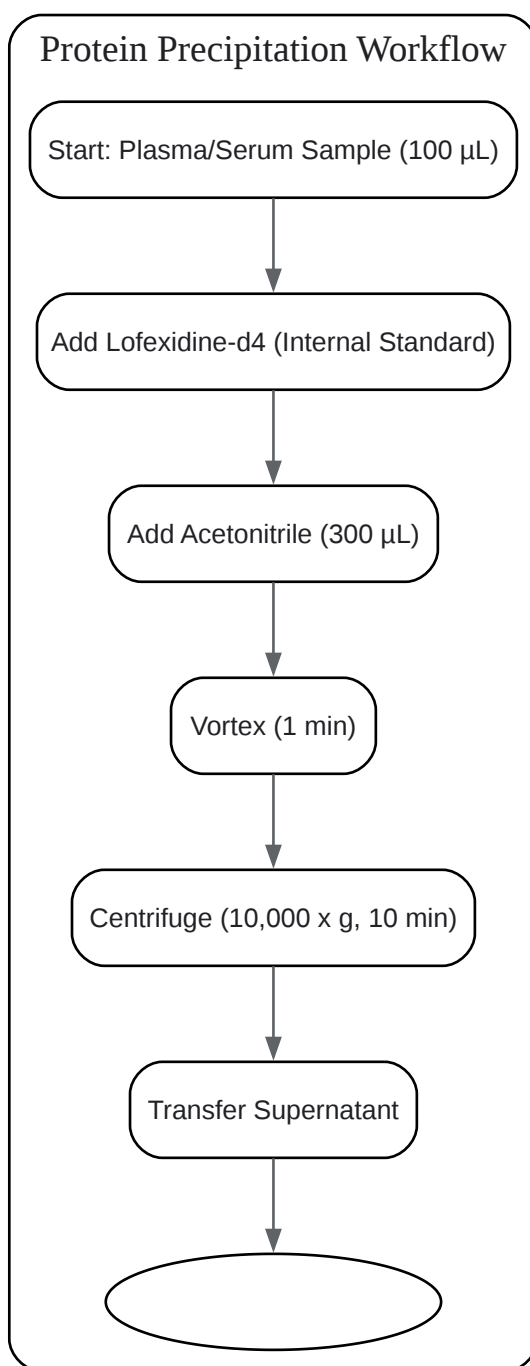 Protein Precipitation Workflow
Start: Plasma/Serum Sample (100 µL)
Add Lofexidine-d4 (Internal Standard)
Add Acetonitrile (300 µL)
Vortex (1 min)
Centrifuge (10,000 x g, 10 min)
Transfer Supernatant